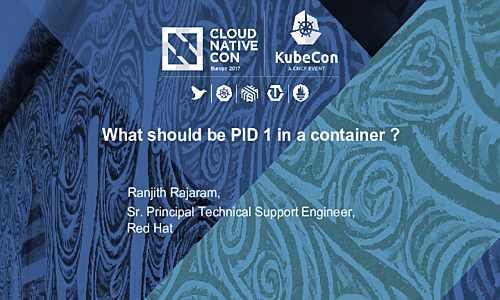 CLOUD
NATIVE
CON
Europe 2017
KubeCon
A CNCF EVENT
What should be PID 1 in a container ?
Ranjith Rajaram,
Sr. Principal Technical Support Engineer,
Red Hat